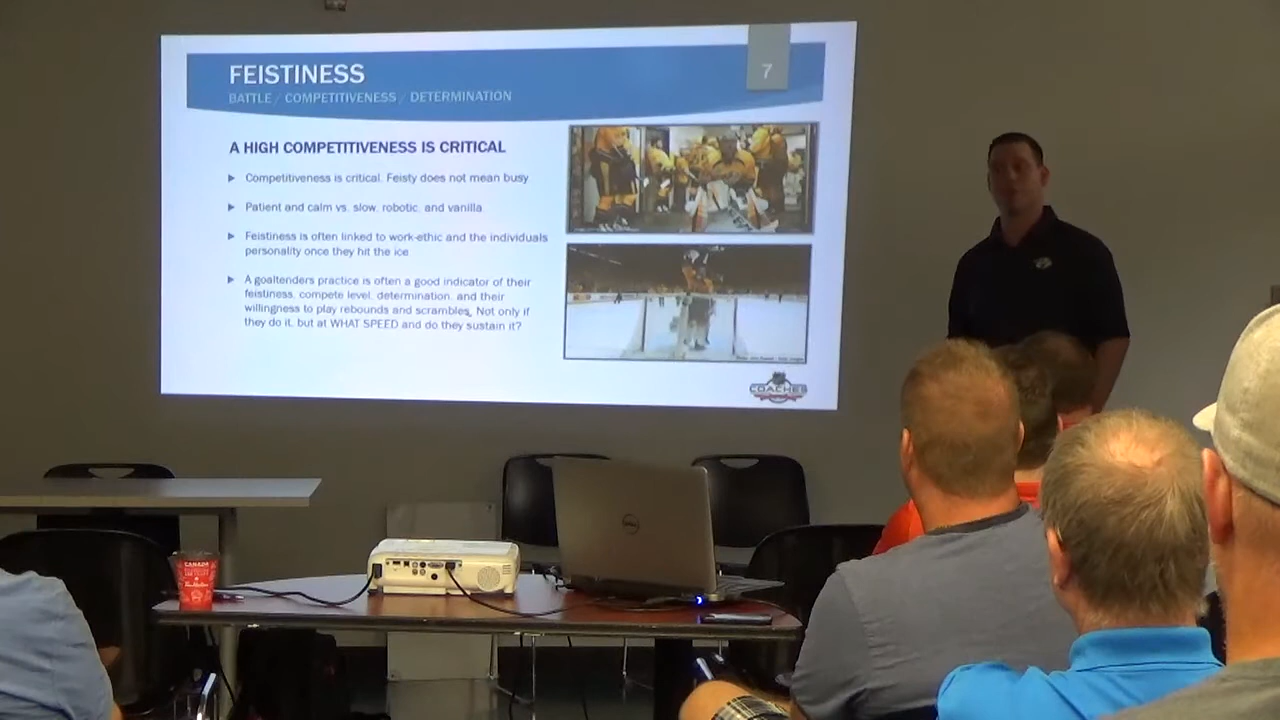 7
FEISTINESS
BATTLE / COMPETITIVENESS / DETERMINATION
A HIGH COMPETITIVENESS IS CRITICAL
Competitiveness is critical. Feisty does not mean busy
Patient and calm vs. slow, robotic, and vanilla.
Feistiness is often linked to work-ethic and the individuals
personality once they hit the ice
A goaltenders practice is often a good indicator of their
feistiness, compete level, determination, and their
willingness to play rebounds and scrambles. Not only if
they do it, but at WHAT SPEED and do they sustain it?
COACHES
DELL
CANADA